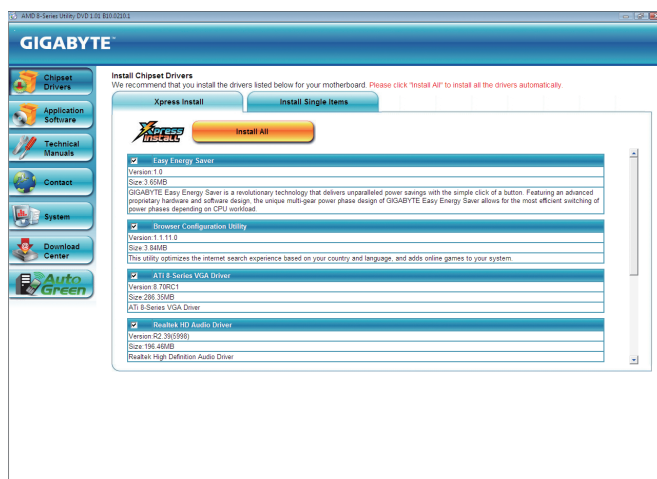 AMD 8-Series Utility DVD 1.01 B10.0210.1
GIGABYTE™
Chipset
Drivers
Application
Software
Technical
Manuals
Contact
System
Download
Center
Auto
Green
Install Chipset Drivers
We recommend that you install the drivers listed below for your motherboard. Please click "Install All" to install all the drivers automatically.
Xpress Install
Install Single Items
Xpress
Install
Install All
Easy Energy Saver
Version:1.0
Size:3.65MB
GIGABYTE Easy Energy Saver is a revolutionary technology that delivers unparalleled power savings with the simple click of a button. Featuring an advanced
proprietary hardware and software design, the unique multi-gear power phase design of GIGABYTE Easy Energy Saver allows for the most efficient switching of
power phases depending on CPU workload.
Browser Configuration Utility
Version:1.1.11.0
Size:3.84MB
This utility optimizes the internet search experience based on your country and language, and adds online games to your system.
ATi 8-Series VGA Driver
Version:8.70RC1
Size:286.35MB
ATi 8-Series VGA Driver
Realtek HD Audio Driver
Version:R2.39(5998)
Size:196.46MB
Realtek High Definition Audio Driver